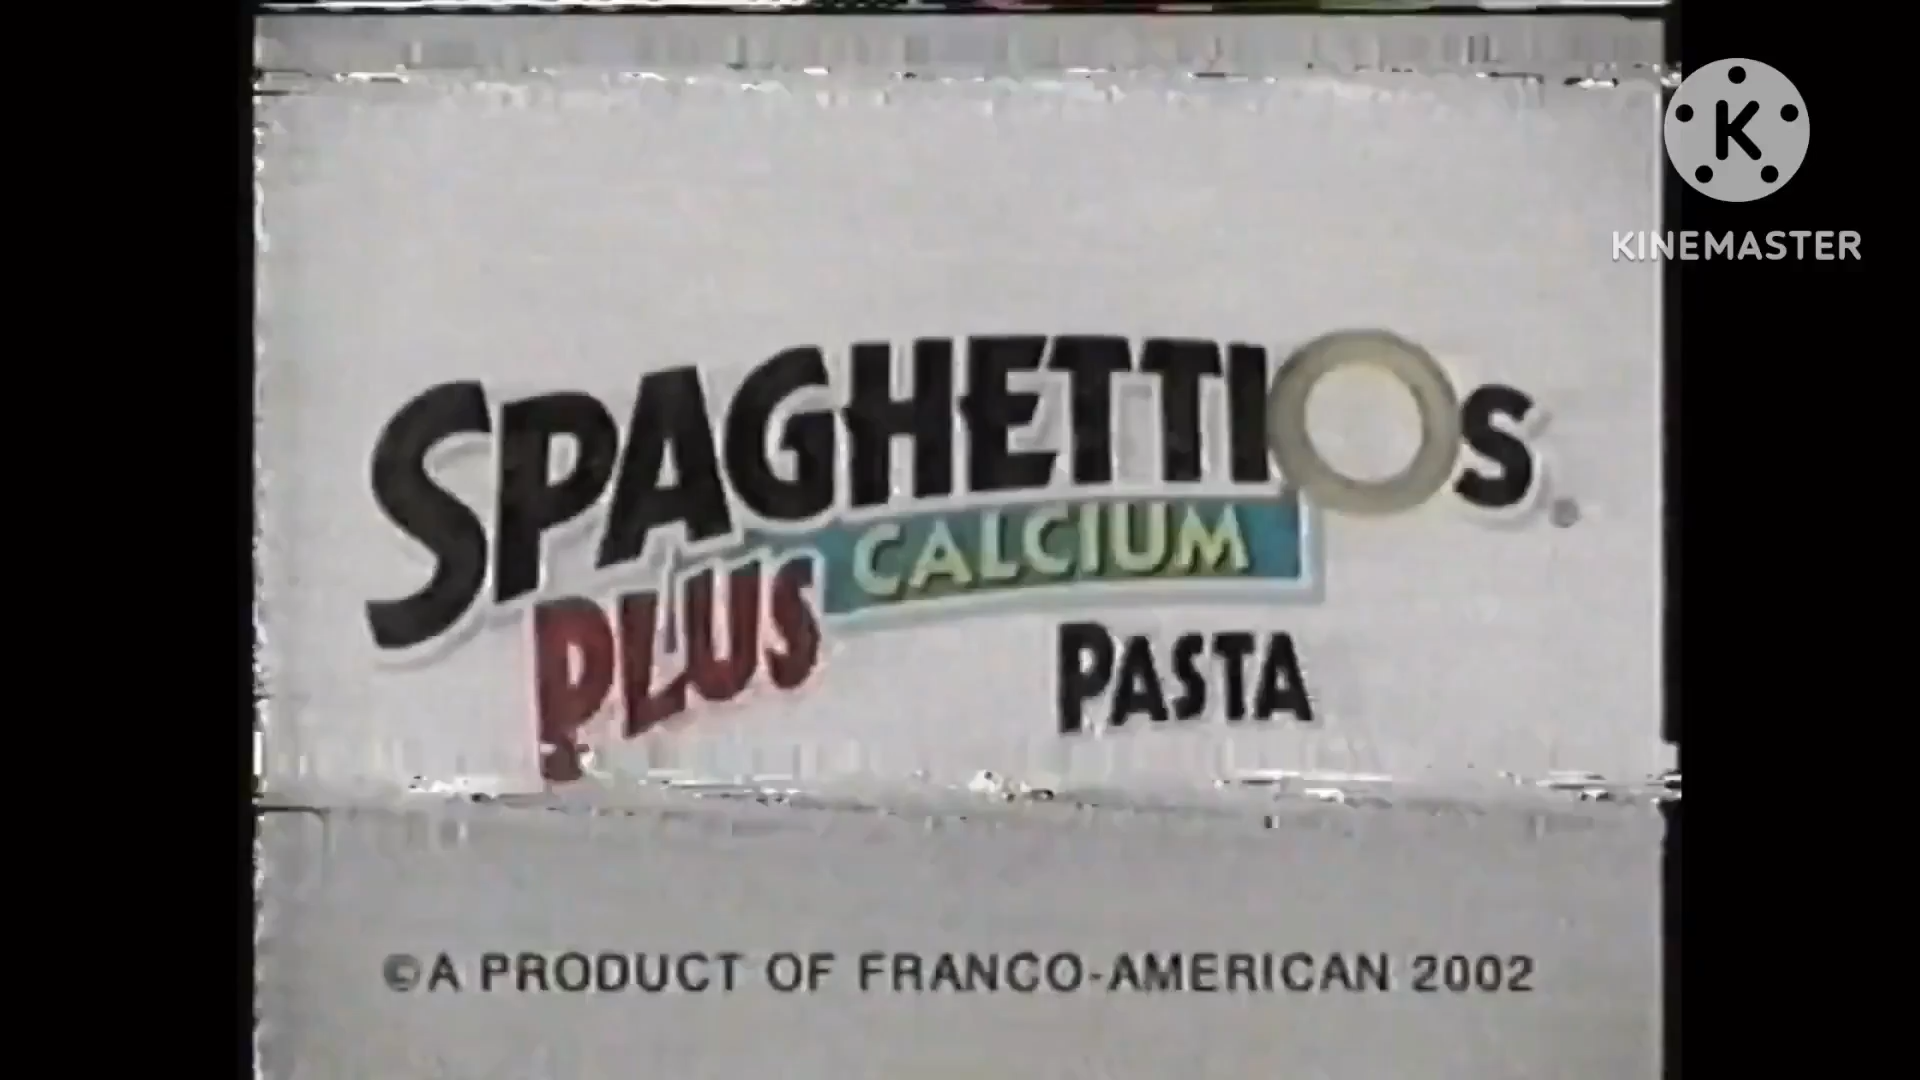 K
KINEMASTER
SPAGHETTIOS®
PLUS CALCIUM
PASTA
©A PRODUCT OF FRANCO-AMERICAN 2002